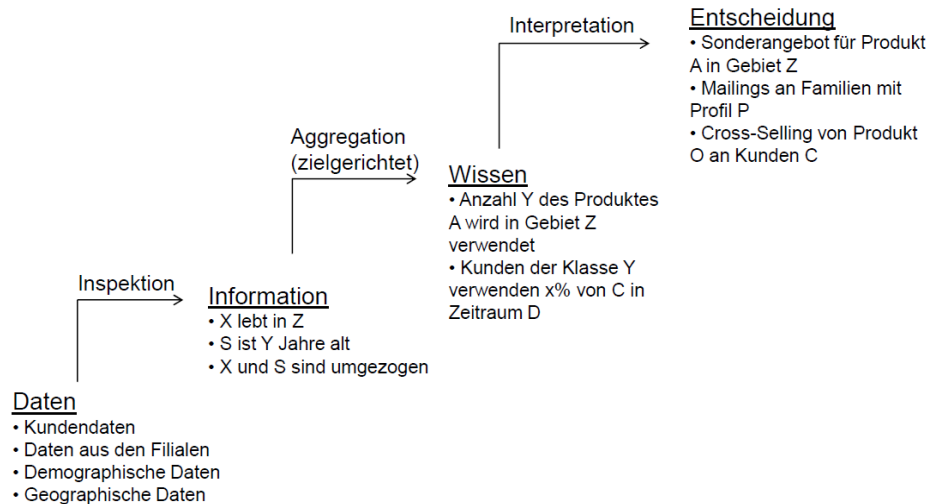 Daten
• Kundendaten
• Daten aus den Filialen
• Demographische Daten
• Geographische Daten
Inspektion
Information
• X lebt in Z
• S ist Y Jahre alt
• X und S sind umgezogen
Aggregation
(zielgerichtet)
Wissen
• Anzahl Y des Produktes
A wird in Gebiet Z
verwendet
• Kunden der Klasse Y
verwenden x% von C in
Zeitraum D
Interpretation
Entscheidung
• Sonderangebot für Produkt
A in Gebiet Z
• Mailings an Familien mit
Profil P
• Cross-Selling von Produkt
O an Kunden C